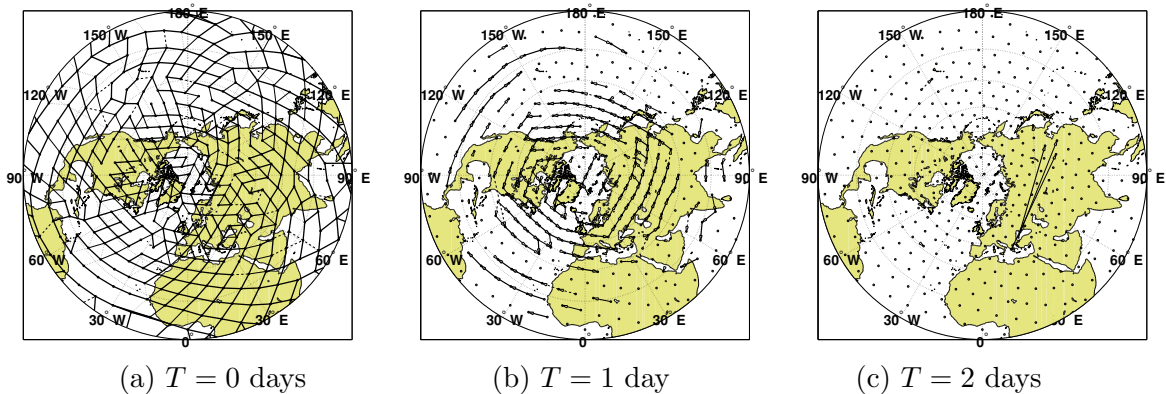 180° E
150° W
150° E
120° W
120° E
90° W
90° E
60° W
60° E
30° W
30° E
0°
(a) T = 0 days
180° E
150° W
150° E
120° W
120° E
90° W
90° E
60° W
60° E
30° W
30° E
0°
(b) T = 1 day
180° E
150° W
150° E
120° W
120° E
90° W
90° E
60° W
60° E
30° W
30° E
0°
(c) T = 2 days